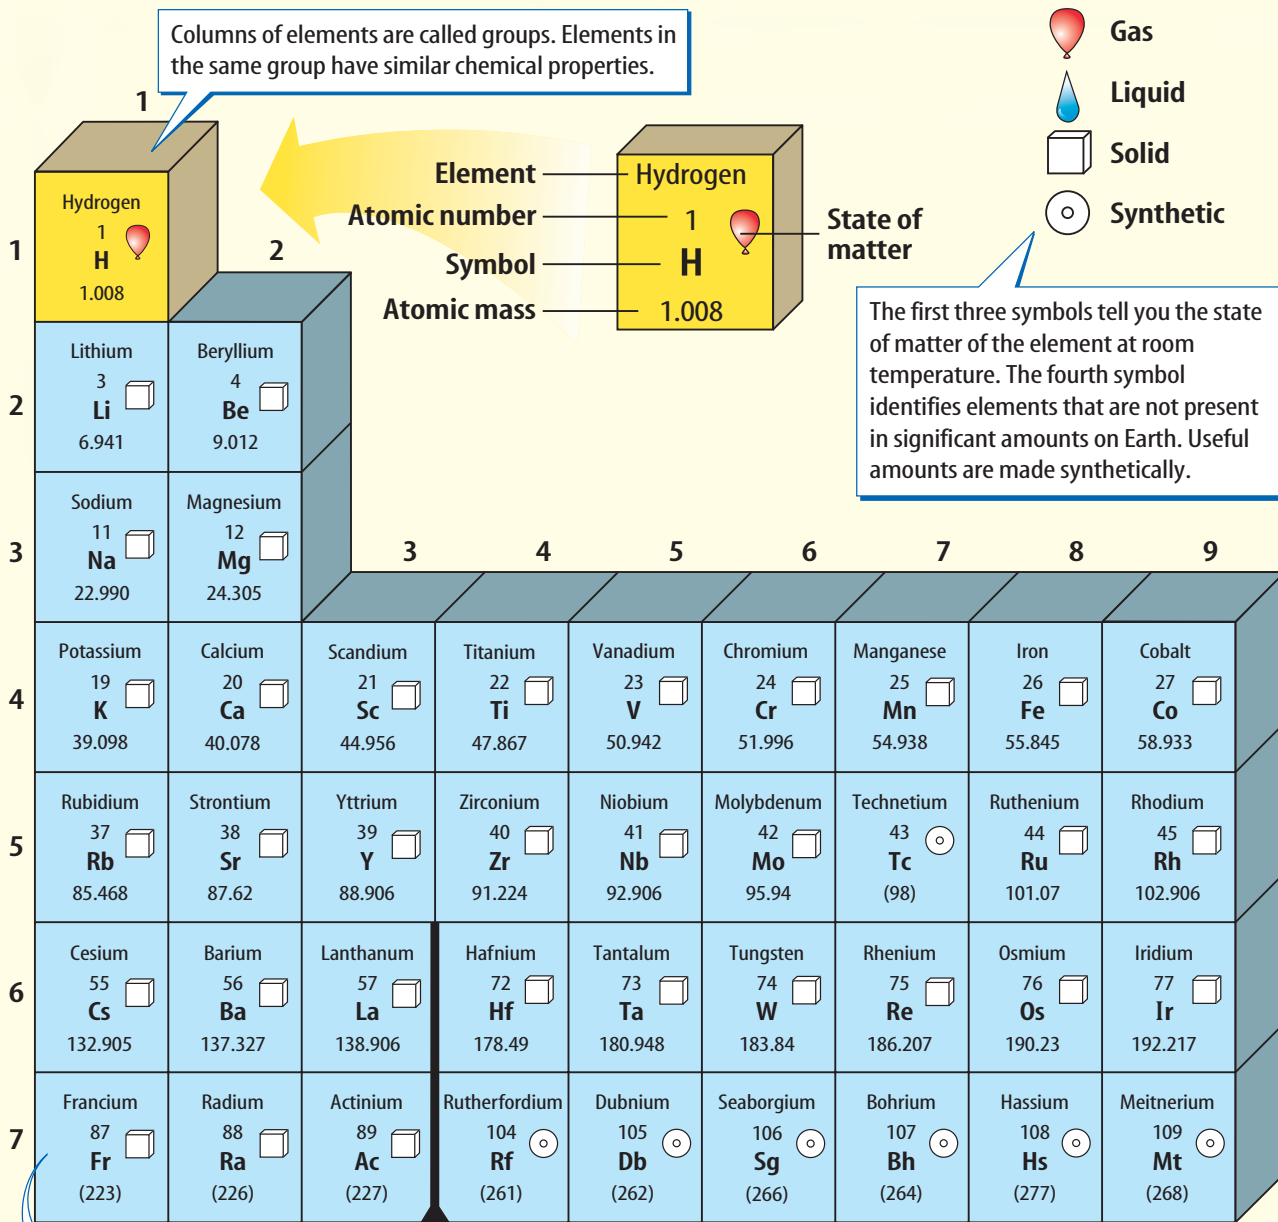 Columns of elements are called groups. Elements in
the same group have similar chemical properties.
Gas
Liquid
Solid
Synthetic
The first three symbols tell you the state
of matter of the element at room
temperature. The fourth symbol
identifies elements that are not present
in significant amounts on Earth. Useful
amounts are made synthetically.
Element
Atomic number
Symbol
Atomic mass
Hydrogen
1
H
1.008
State of
matter
1
2
3 4 5 6 7 8 9
1
Hydrogen
1
H
1.008
2
Lithium
3
Li
6.941
Beryllium
4
Be
9.012
3
Sodium
11
Na
22.990
Magnesium
12
Mg
24.305
4
Potassium
19
K
39.098
Calcium
20
Ca
40.078
Scandium
21
Sc
44.956
Titanium
22
Ti
47.867
Vanadium
23
V
50.942
Chromium
24
Cr
51.996
Manganese
25
Mn
54.938
Iron
26
Fe
55.845
Cobalt
27
Co
58.933
5
Rubidium
37
Rb
85.468
Strontium
38
Sr
87.62
Yttrium
39
Y
88.906
Zirconium
40
Zr
91.224
Niobium
41
Nb
92.906
Molybdenum
42
Mo
95.94
Technetium
43
Tc
(98)
Ruthenium
44
Ru
101.07
Rhodium
45
Rh
102.906
6
Cesium
55
Cs
132.905
Barium
56
Ba
137.327
Lanthanum
57
La
138.906
Hafnium
72
Hf
178.49
Tantalum
73
Ta
180.948
Tungsten
74
W
183.84
Rhenium
75
Re
186.207
Osmium
76
Os
190.23
Iridium
77
Ir
192.217
7
Francium
87
Fr
(223)
Radium
88
Ra
(226)
Actinium
89
Ac
(227)
Rutherfordium
104
Rf
(261)
Dubnium
105
Db
(262)
Seaborgium
106
Sg
(266)
Bohrium
107
Bh
(264)
Hassium
108
Hs
(277)
Meitnerium
109
Mt
(268)